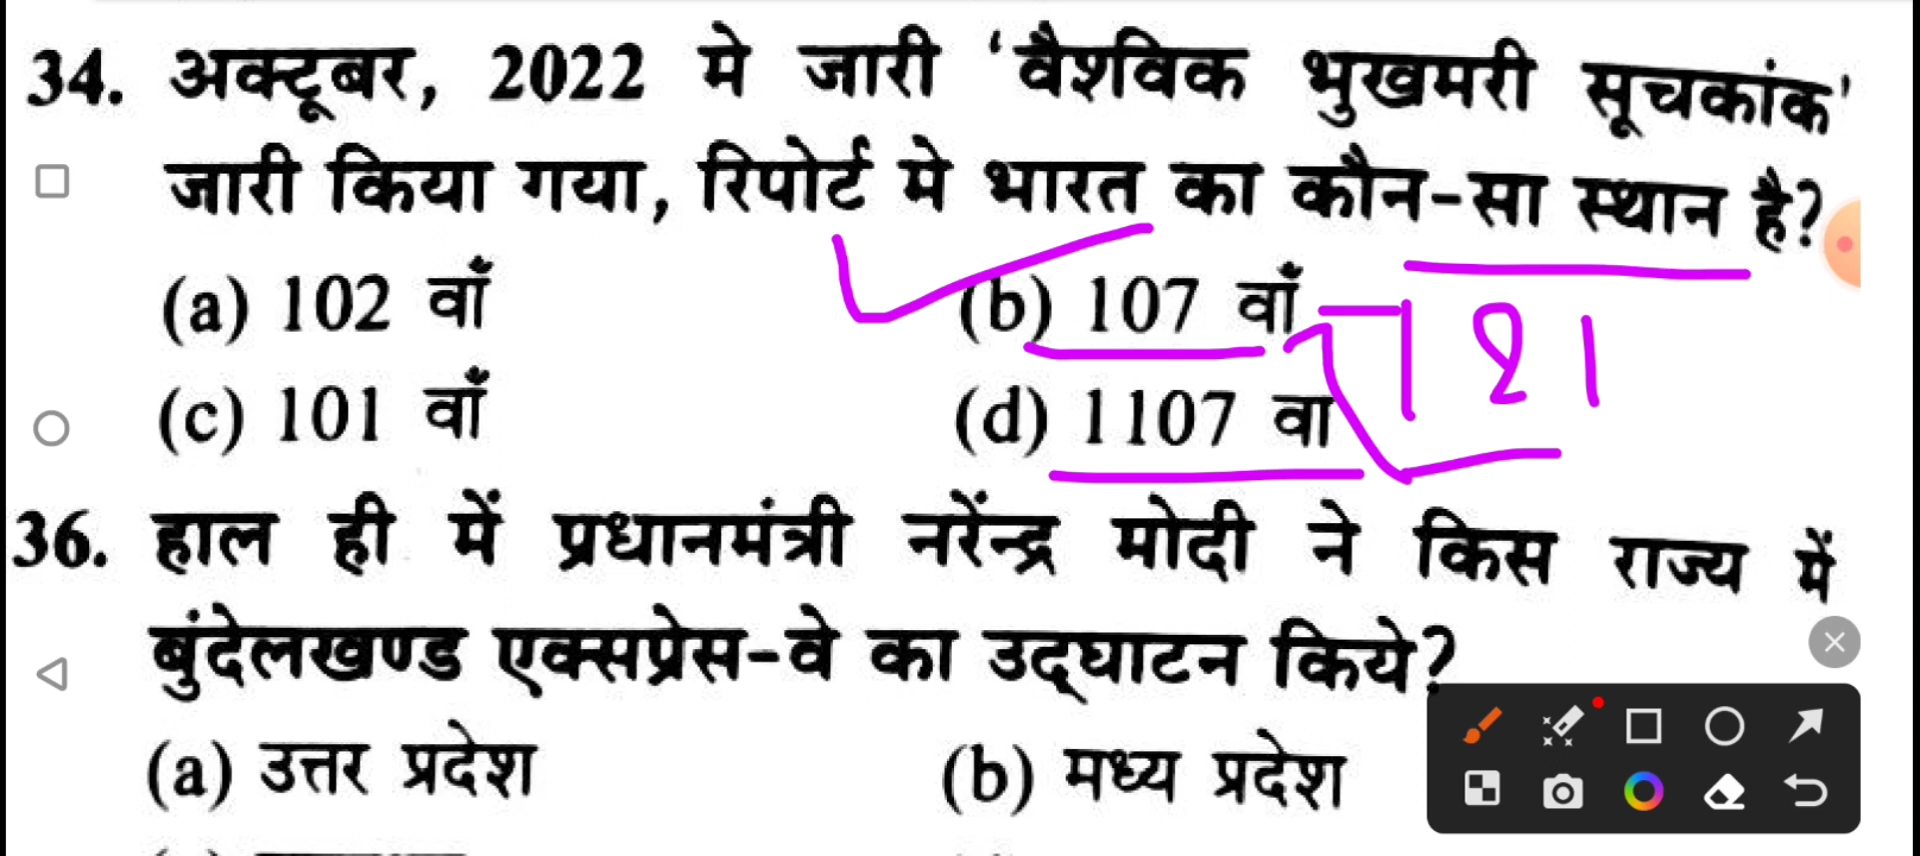 34. अक्टूबर, 2022 मे जारी ‘वैश्विक भुखमरी सूचकांक’
जारी किया गया, रिपोर्ट मे भारत का कौन-सा स्थान है?
(a) 102 वाँ
(b) 107 वाँ
121
(c) 101 वाँ
(d) 1107 वा
36. हाल ही में प्रधानमंत्री नरेंन्द्र मोदी ने किस राज्य में
बुंदेलखण्ड एक्सप्रेस-वे का उद्घाटन किये?
(a) उत्तर प्रदेश
(b) मध्य प्रदेश